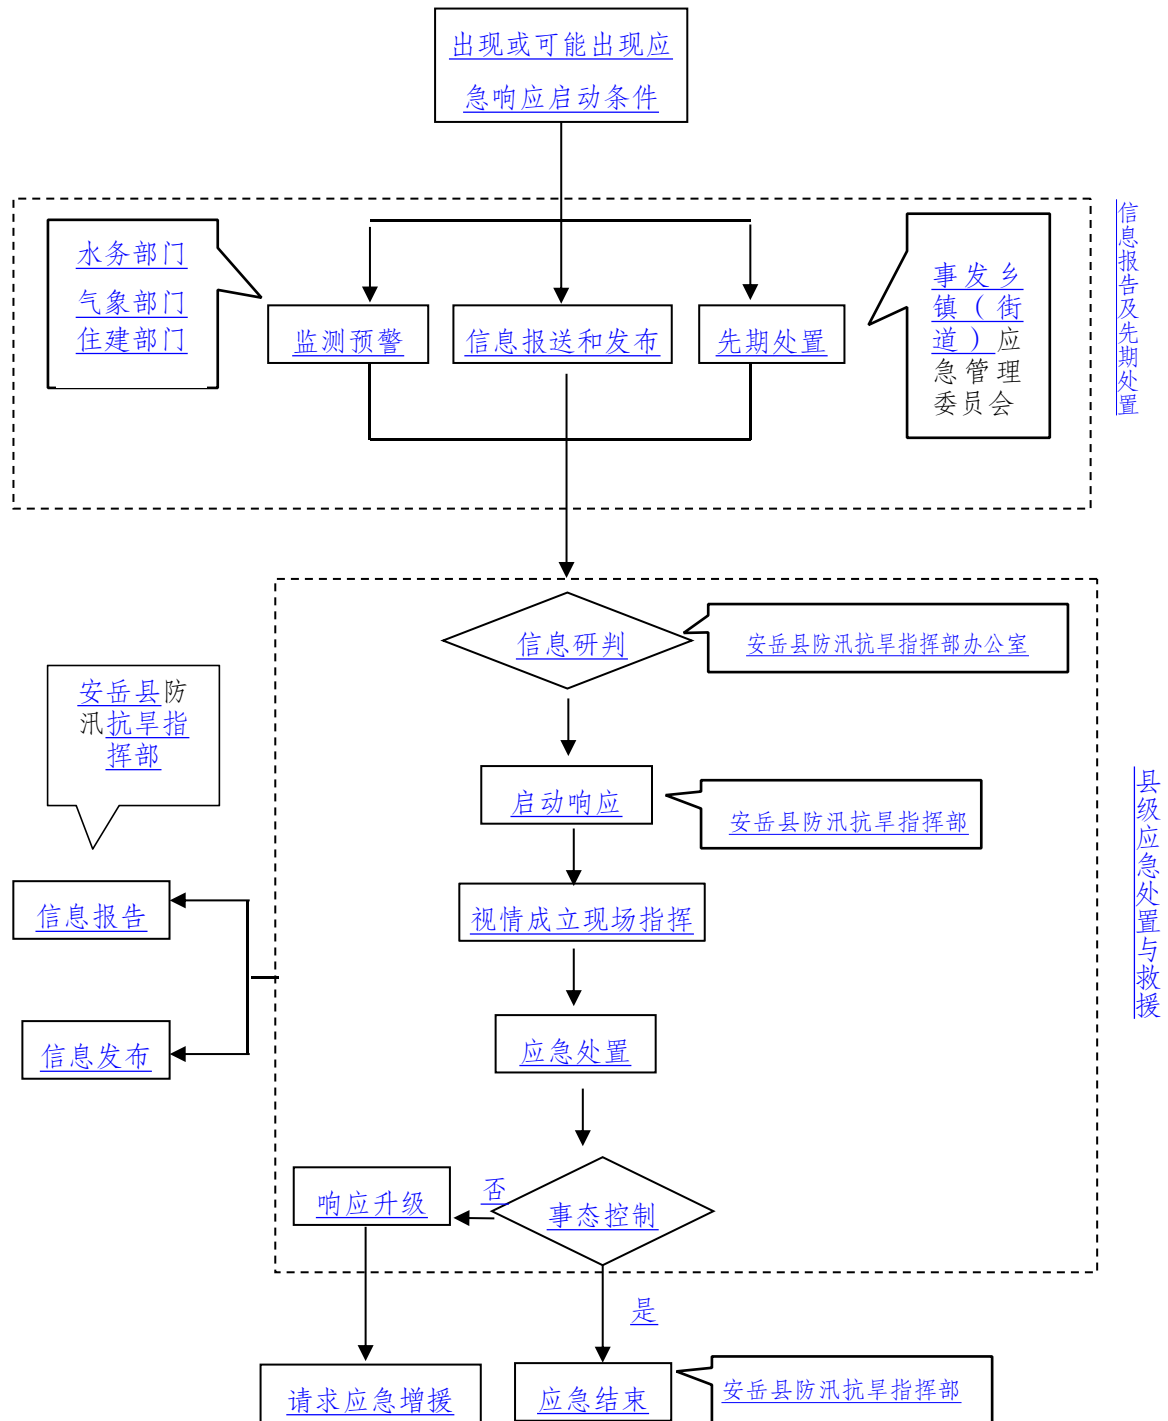 出现或可能出现应
急响应启动条件
水务部门
气象部门
住建部门
监测预警
信息报送和发布
先期处置
事发乡
镇（街
道）应
急管理
委员会
信息报告及先期处置
信息研判
安岳县防汛抗旱指挥部办公室
安岳县防
汛抗旱指
挥部
启动响应
安岳县防汛抗旱指挥部
视情成立现场指挥
信息报告
信息发布
应急处置
县级应急处置与救援
响应升级
否
事态控制
是
请求应急增援
应急结束
安岳县防汛抗旱指挥部